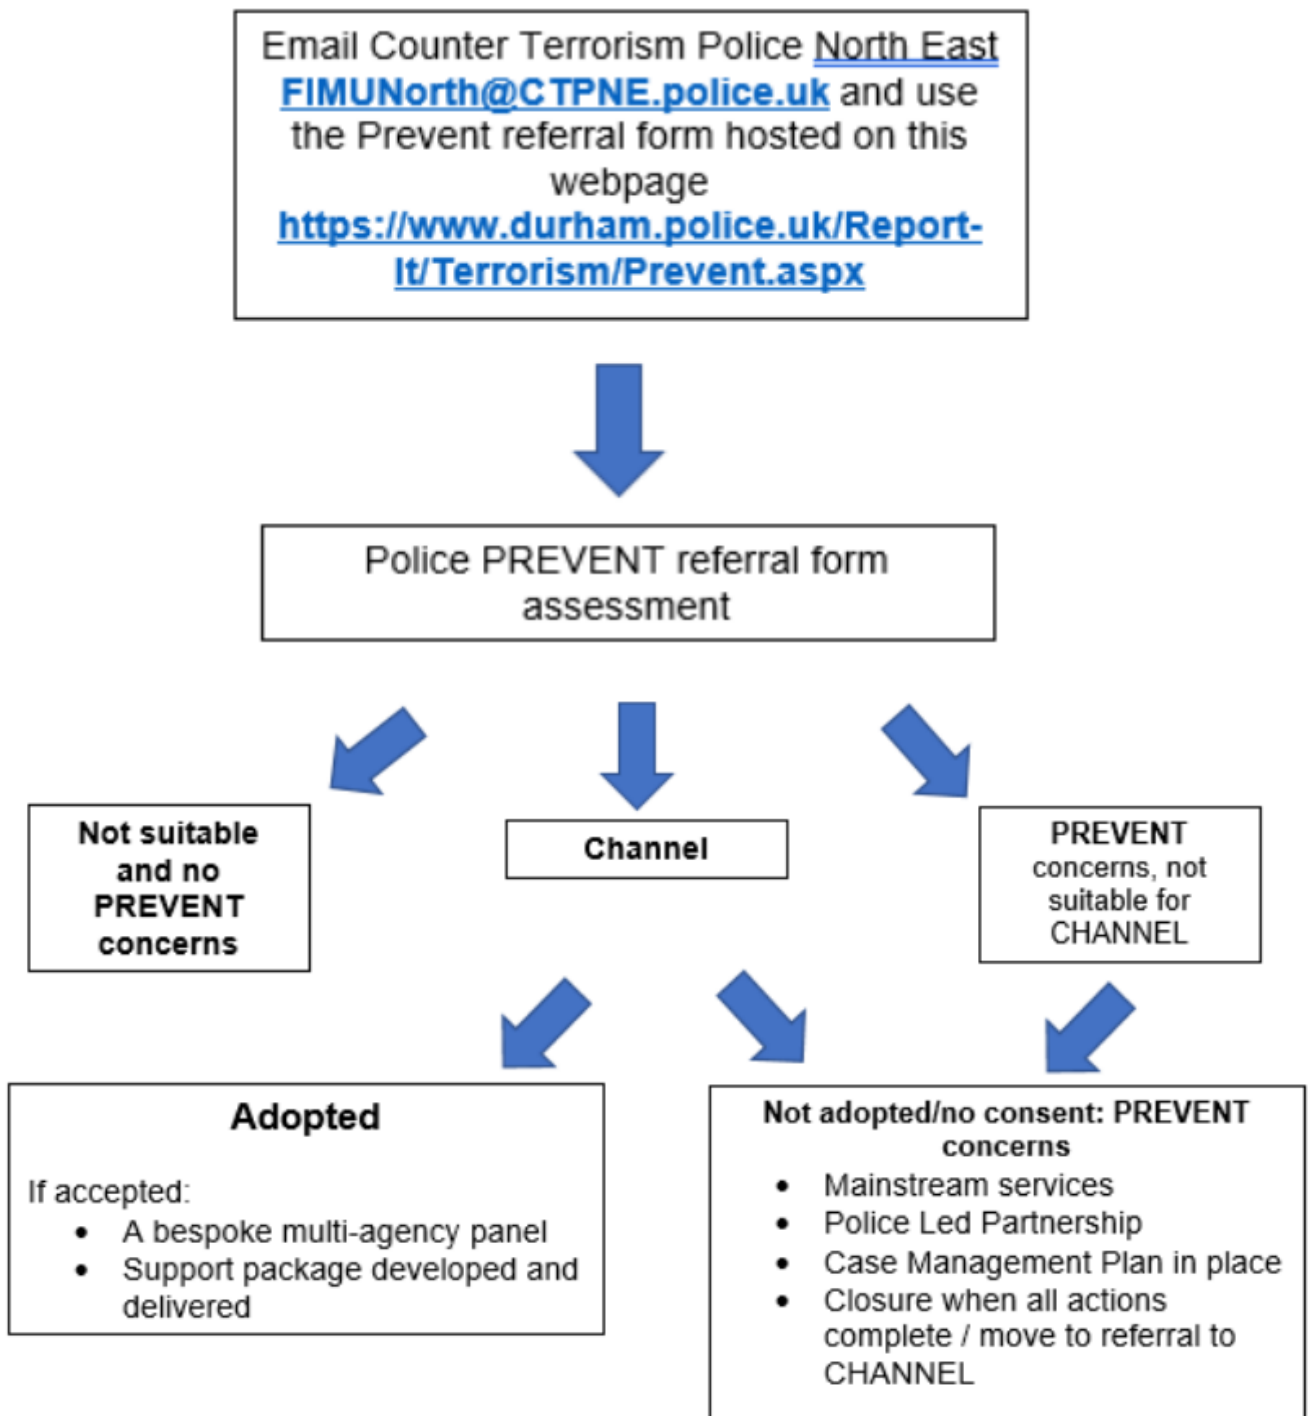 Email Counter Terrorism Police North East
FIMUNorth@CTPNE.police.uk and use
the Prevent referral form hosted on this
webpage
https://www.durham.police.uk/Report-
It/Terrorism/Prevent.aspx
Police PREVENT referral form
assessment
Not suitable
and no
PREVENT
concerns
Channel
PREVENT
concerns, not
suitable for
CHANNEL
Adopted
If accepted:
• A bespoke multi-agency panel
• Support package developed and
delivered
Not adopted/no consent: PREVENT
concerns
• Mainstream services
• Police Led Partnership
• Case Management Plan in place
• Closure when all actions
complete / move to referral to
CHANNEL